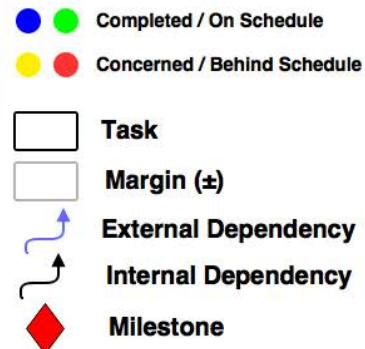 Completed / On Schedule
Concerned / Behind Schedule
Task
Margin (±)
External Dependency
Internal Dependency
Milestone